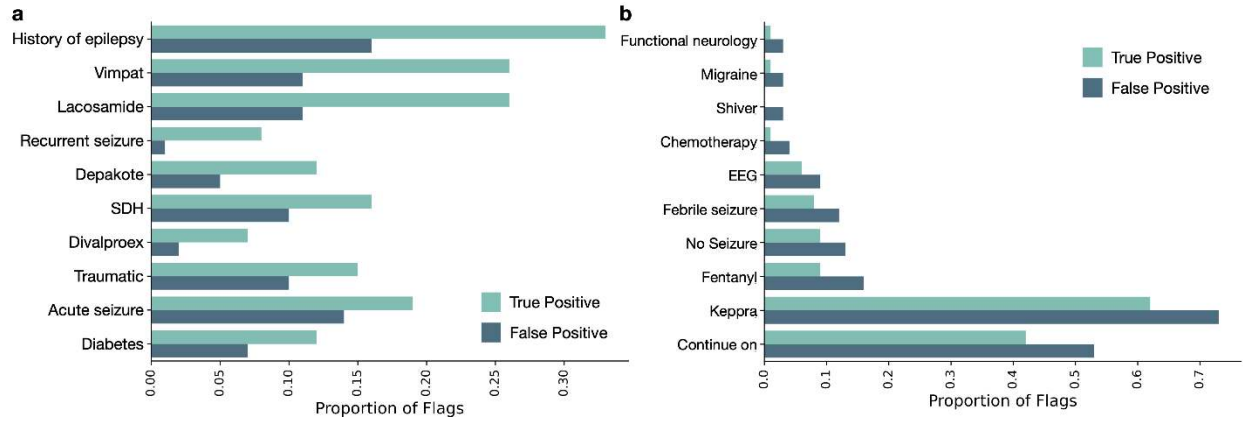 a
History of epilepsy
Vimpat
Lacosamide
Recurrent seizure
Depakote
SDH
Divalproex
Traumatic
Acute seizure
Diabetes
True Positive
False Positive
0.00
0.05
0.10
0.15
0.20
0.25
0.30
Proportion of Flags
b
Functional neurology
Migraine
Shiver
Chemotherapy
EEG
Febrile seizure
No Seizure
Fentanyl
Keppra
Continue on
True Positive
False Positive
0.0
0.1
0.2
0.3
0.4
0.5
0.6
0.7
Proportion of Flags